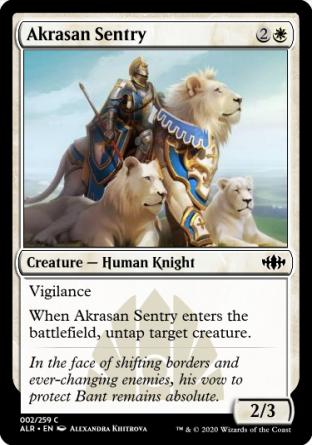 Akrasan Sentry 2
Creature — Human Knight
Vigilance
When Akrasan Sentry enters the
battlefield, untap target creature.
In the face of shifting borders and
ever-changing enemies, his vow to
protect Bant remains absolute.
2/3
002/259 C
ALR • EN Alexandra Khitrova
™ & © 2020 Wizards of the Coast